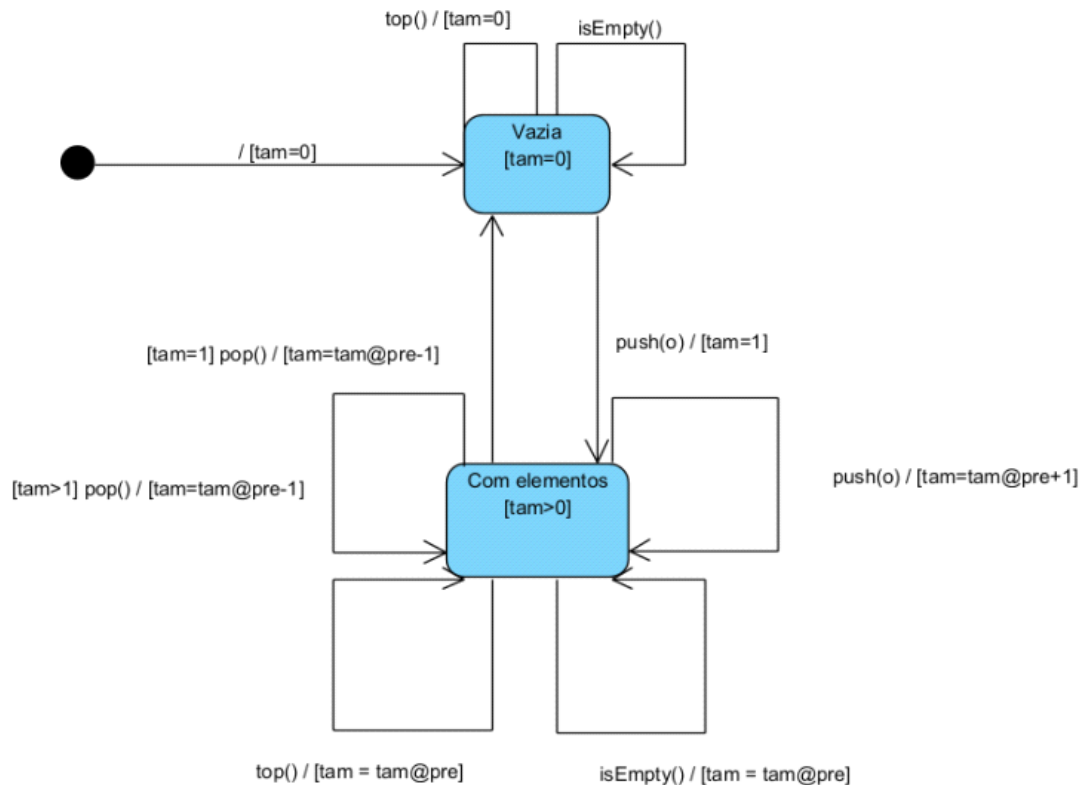 top() / [tam=0]
isEmpty()
Vazia
[tam=0]
/ [tam=0]
[tam=1] pop() / [tam=tam@pre-1]
push(o) / [tam=1]
Com elementos
[tam>0]
[tam>1] pop() / [tam=tam@pre-1]
push(o) / [tam=tam@pre+1]
top() / [tam = tam@pre]
isEmpty() / [tam = tam@pre]